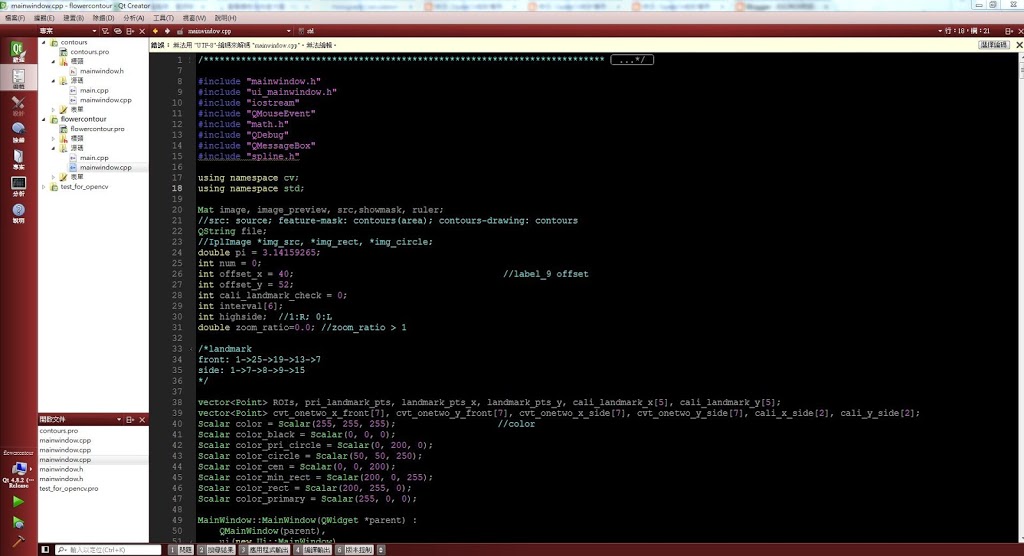 mainwindow.cpp - flowercontour - Qt Creator
檔案(F) 編輯(E) 建置(B) 除錯(D) 分析(A) 工具(T) 視窗(W) 說明(H)
專案
mainwindow.cpp
std
行：18，欄：21
錯誤： 無法用 "UTF-8"-編碼來解碼 "mainwindow.cpp"。無法編輯。
選擇編碼
contours
contours.pro
標頭
mainwindow.h
源碼
main.cpp
mainwindow.cpp
表單
flowercontour
flowercontour.pro
標頭
源碼
main.cpp
mainwindow.cpp
表單
test_for_opencv
歡迎
編輯
設計
除錯
專案
分析
說明
1 /**************************************************************************** ...*/
7
8 #include "mainwindow.h"
9 #include "ui_mainwindow.h"
10 #include "iostream"
11 #include "QMouseEvent"
12 #include "math.h"
13 #include "QDebug"
14 #include "QMessageBox"
15 #include "spline.h"
16
17 using namespace cv;
18 using namespace std;
19
20 Mat image, image_preview, src,showmask, ruler;
21 //src: source; feature-mask: contours(area); contours-drawing: contours
22 QString file;
23 //IplImage *img_src, *img_rect, *img_circle;
24 double pi = 3.14159265;
25 int num = 0;
26 int offset_x = 40; //label_9 offset
27 int offset_y = 52;
28 int cali_landmark_check = 0;
29 int interval[6];
30 int highside; //1:R; 0:L
31 double zoom_ratio=0.0; //zoom_ratio > 1
32
33 /*landmark
34 front: 1->25->19->13->7
35 side: 1->7->8->9->15
36 */
37
38 vector<Point> ROIs, pri_landmark_pts, landmark_pts_x, landmark_pts_y, cali_landmark_x[5], cali_landmark_y[5];
39 vector<Point> cvt_onetwo_x_front[7], cvt_onetwo_y_front[7], cvt_onetwo_x_side[7], cvt_onetwo_y_side[7], cali_x_side[2], cali_y_side[2];
40 Scalar color = Scalar(255, 255, 255); //color
41 Scalar color_black = Scalar(0, 0, 0);
42 Scalar color_pri_circle = Scalar(0, 200, 0);
43 Scalar color_circle = Scalar(50, 50, 250);
44 Scalar color_cen = Scalar(0, 0, 200);
45 Scalar color_min_rect = Scalar(200, 0, 255);
46 Scalar color_rect = Scalar(200, 255, 0);
47 Scalar color_primary = Scalar(255, 0, 0);
48
49 MainWindow::MainWindow(QWidget *parent) :
50 QMainWindow(parent),
51 ui(new Ui::MainWindow)
開啟文件
contours.pro
mainwindow.cpp
mainwindow.cpp
mainwindow.cpp
mainwindow.h
mainwindow.h
test_for_opencv.pro
flowercontour
Qt 4.8.2 (--
Release
輸入以定位(Ctrl+K)
1 問題 2 搜尋結果 3 應用程式輸出 4 編譯輸出 6 版本控制